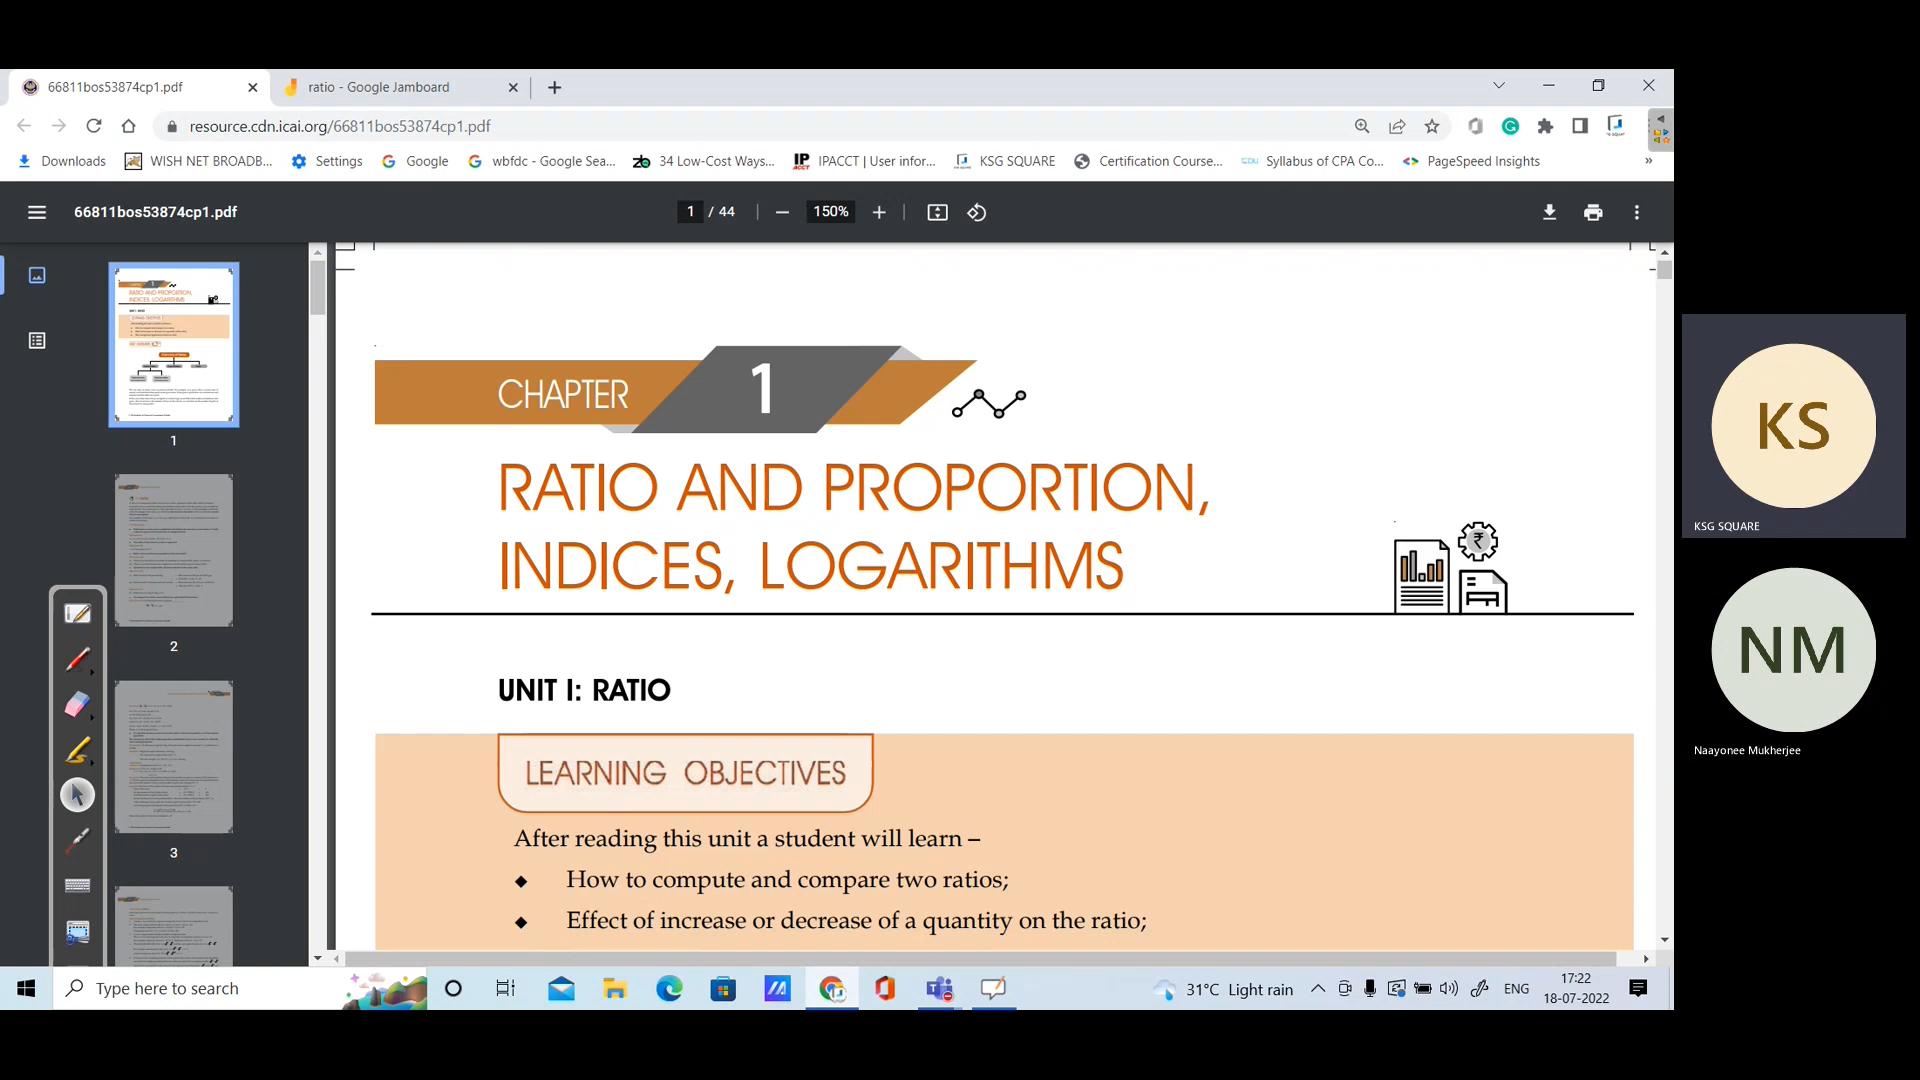 66811bos53874cp1.pdf
ratio - Google Jamboard
resource.cdn.icai.org/66811bos53874cp1.pdf
Downloads
WISH NET BROADB...
Settings
Google
wbfdc - Google Sea...
34 Low-Cost Ways...
IPACCT | User infor...
KSG SQUARE
Certification Course...
Syllabus of CPA Co...
PageSpeed Insights
»
66811bos53874cp1.pdf
1 / 44
150%
CHAPTER 1
RATIO AND PROPORTION,
INDICES, LOGARITHMS
UNIT I: RATIO
LEARNING OBJECTIVES
After reading this unit a student will learn –
◆ How to compute and compare two ratios;
◆ Effect of increase or decrease of a quantity on the ratio;
1
2
3
KS
KSG SQUARE
NM
Naayonee Mukherjee
Type here to search
31°C Light rain
ENG
17:22
18-07-2022